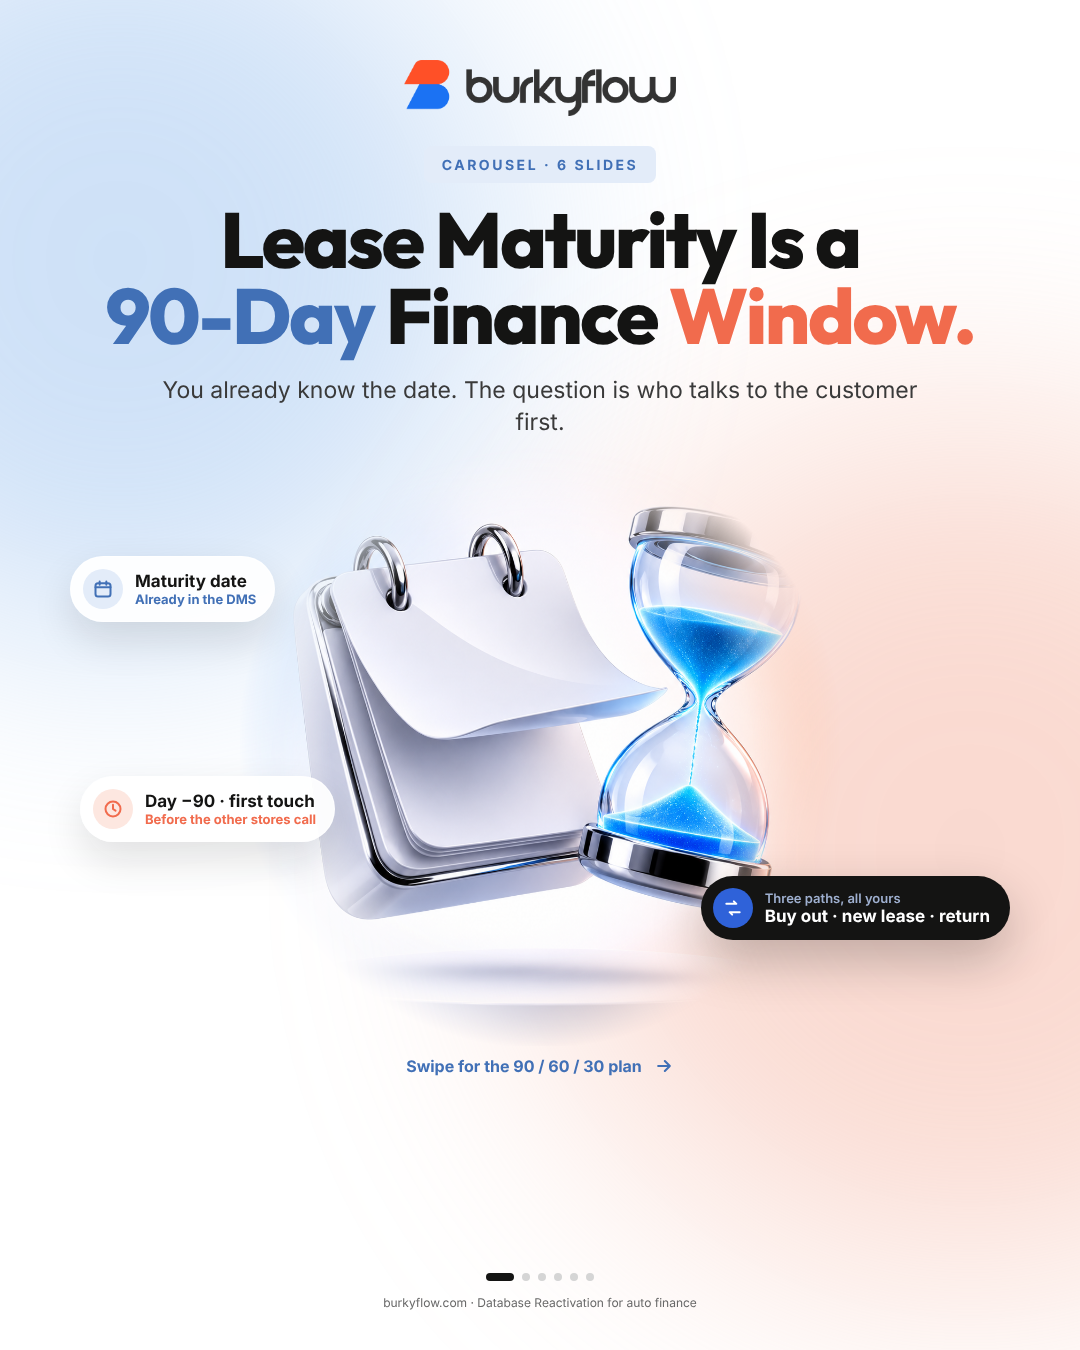 burkyflow
CAROUSEL · 6 SLIDES
Lease Maturity Is a
90-Day Finance Window.
You already know the date. The question is who talks to the customer
first.
Maturity date
Already in the DMS
Day −90 · first touch
Before the other stores call
Three paths, all yours
Buy out · new lease · return
Swipe for the 90 / 60 / 30 plan →
burkyflow.com · Database Reactivation for auto finance